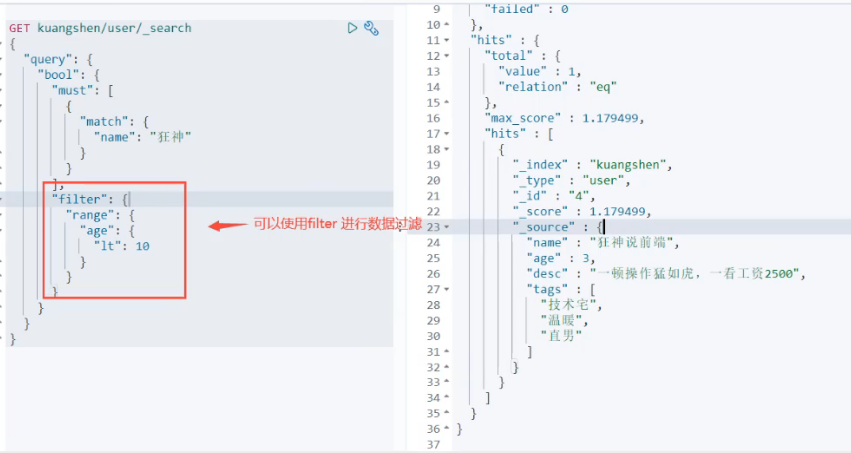 GET kuangshen/user/_search
{
"query": {
"bool": {
"must": [
{
"match": {
"name": "狂神"
}
}
],
"filter": {
"range": {
"age": {
"lt": 10
}
}
}
}
}
}
可以使用filter 进行数据过滤
9 "failed" : 0
10 },
11 "hits" : {
12 "total" : {
13 "value" : 1,
14 "relation" : "eq"
15 },
16 "max_score" : 1.179499,
17 "hits" : [
18 {
19 "_index" : "kuangshen",
20 "_type" : "user",
21 "_id" : "4",
22 "_score" : 1.179499,
23 "_source" : {
24 "name" : "狂神说前端",
25 "age" : 3,
26 "desc" : "一顿操作猛如虎，一看工资2500",
27 "tags" : [
28 "技术宅",
29 "温暖",
30 "直男"
31 ]
32 }
33 }
34 ]
35 }
36 }
37